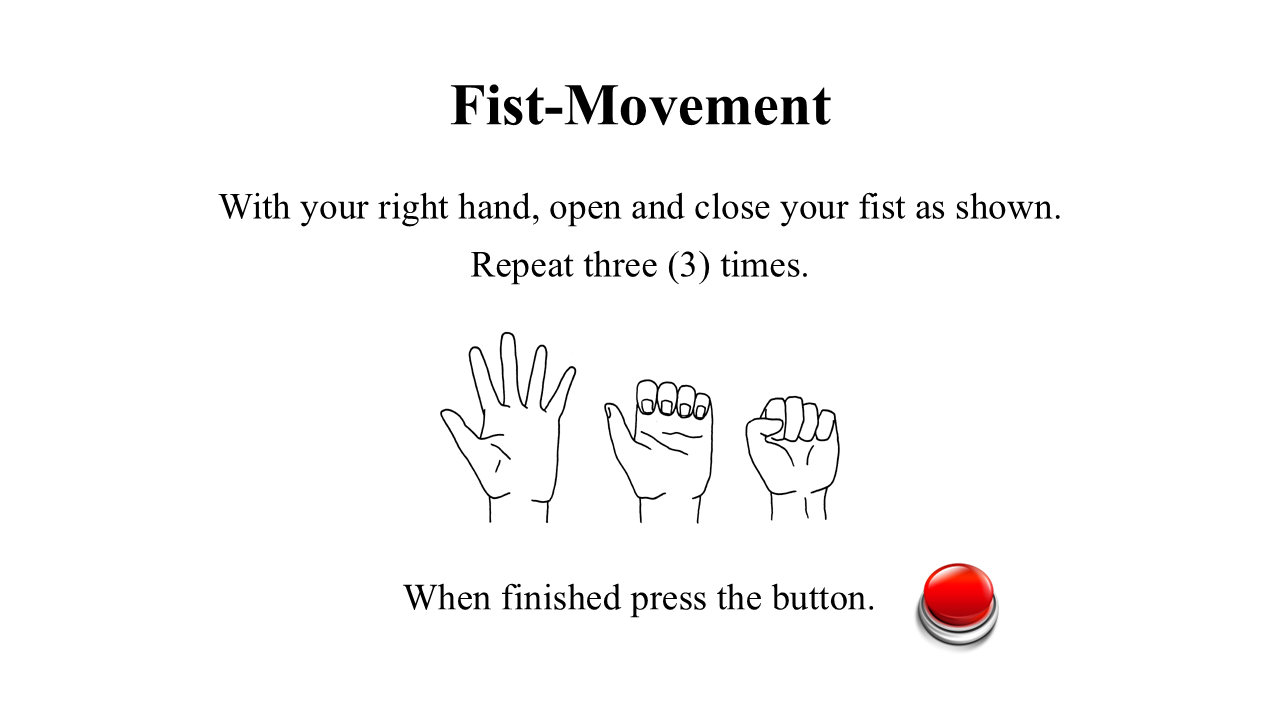 Fist-Movement
With your right hand, open and close your fist as shown.
Repeat three (3) times.
When finished press the button.